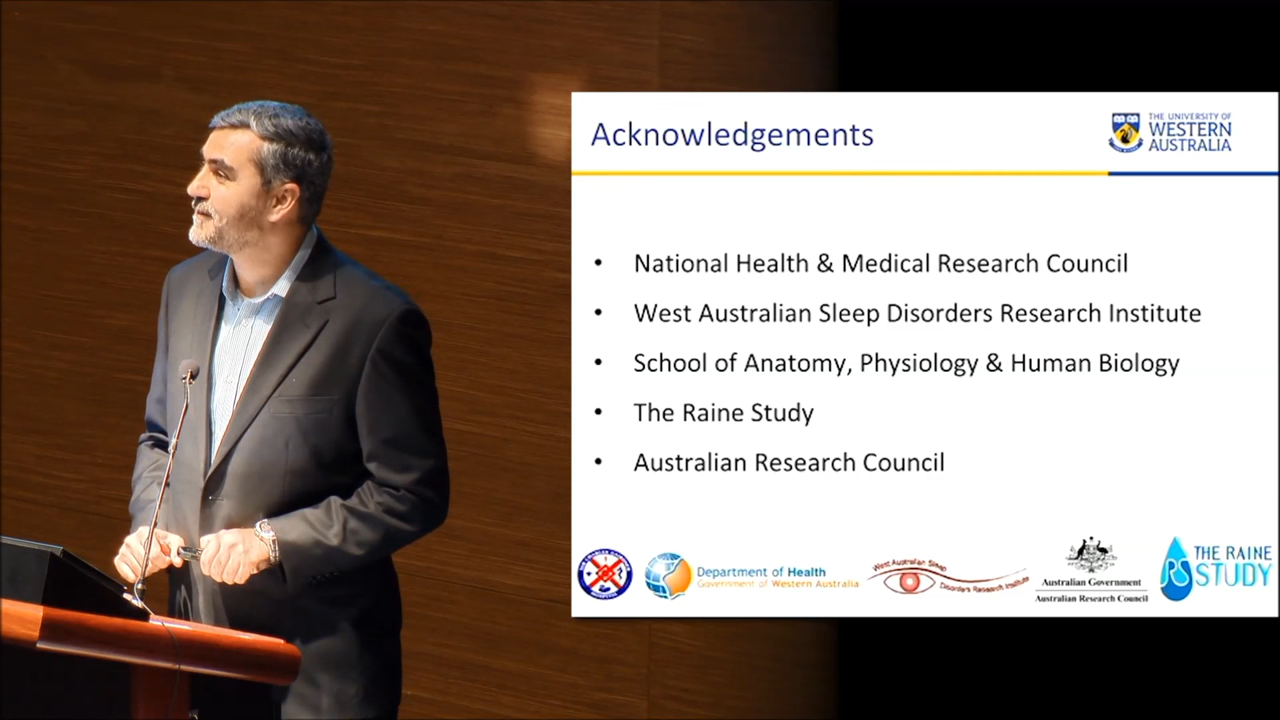 Acknowledgements
THE UNIVERSITY OF
WESTERN
AUSTRALIA
• National Health & Medical Research Council
• West Australian Sleep Disorders Research Institute
• School of Anatomy, Physiology & Human Biology
• The Raine Study
• Australian Research Council
Department of Health
Government of Western Australia
West Australian Sleep
Disorders Research Institute
Australian Government
Australian Research Council
RS
THE RAINE
STUDY